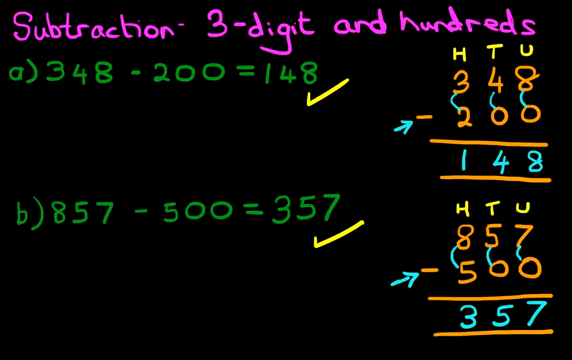 Subtraction- 3-digit and hundreds
a) 348 - 200 = 148
H T U
3 4 8
- 2 0 0
1 4 8
b) 857 - 500 = 357
H T U
8 5 7
- 5 0 0
3 5 7